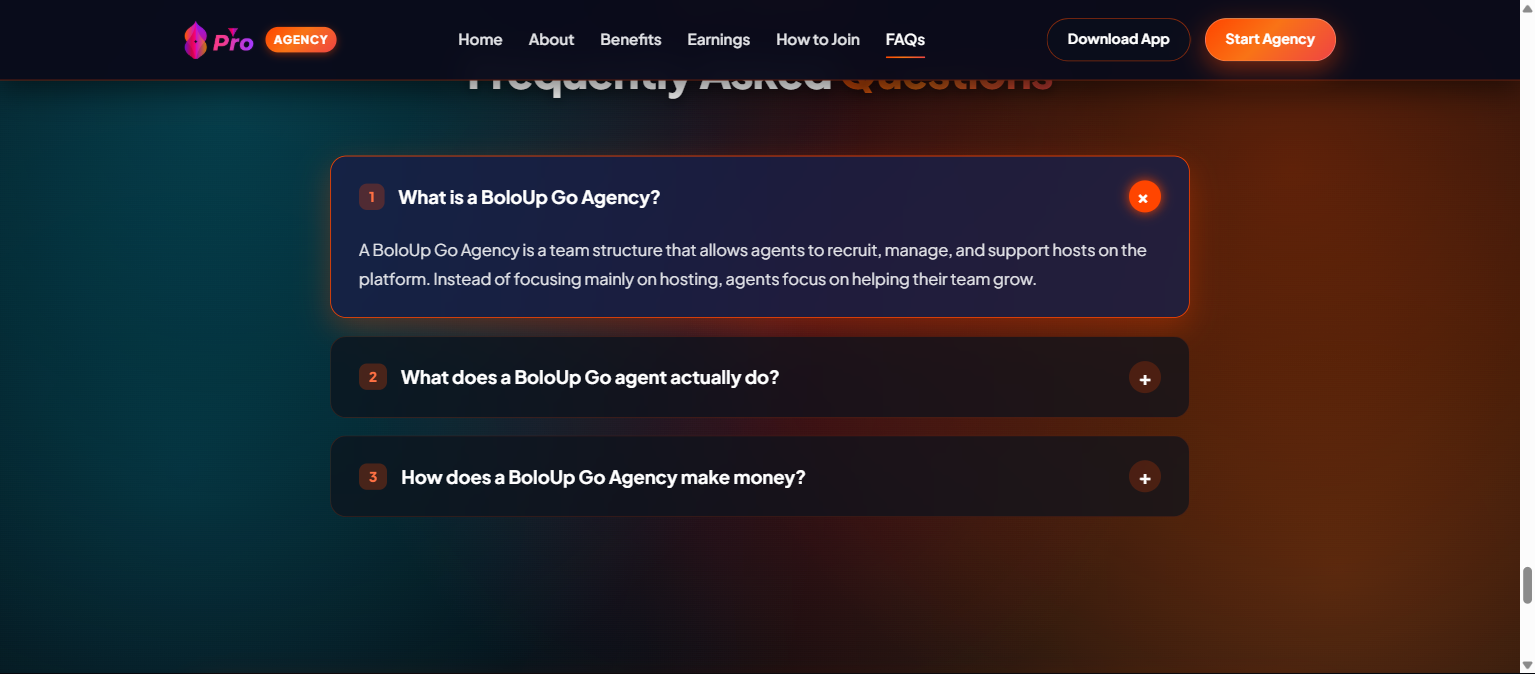 Pro AGENCY
Home About Benefits Earnings How to Join FAQs
Download App Start Agency
Frequently Asked Questions
1 What is a BoloUp Go Agency?
A BoloUp Go Agency is a team structure that allows agents to recruit, manage, and support hosts on the
platform. Instead of focusing mainly on hosting, agents focus on helping their team grow.
2 What does a BoloUp Go agent actually do?
3 How does a BoloUp Go Agency make money?